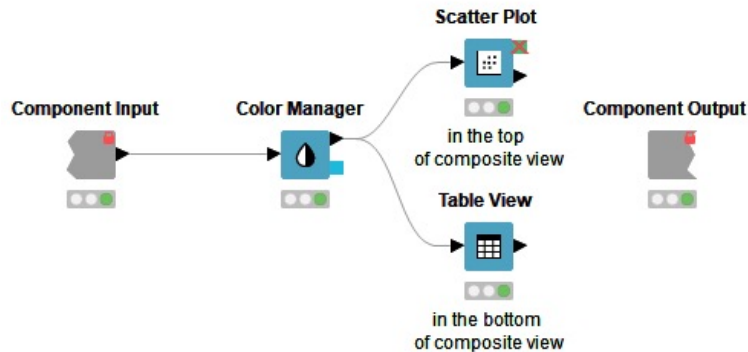 Scatter Plot
Component Input
Color Manager
Component Output
in the top
of composite view
Table View
in the bottom
of composite view